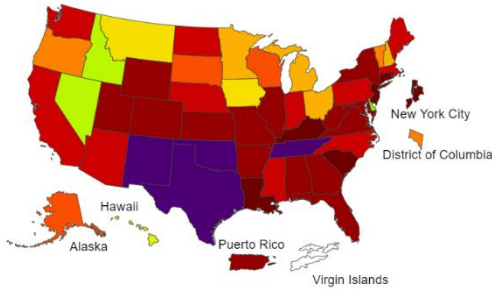 New York City
District of Columbia
Hawaii
Alaska
Puerto Rico
Virgin Islands